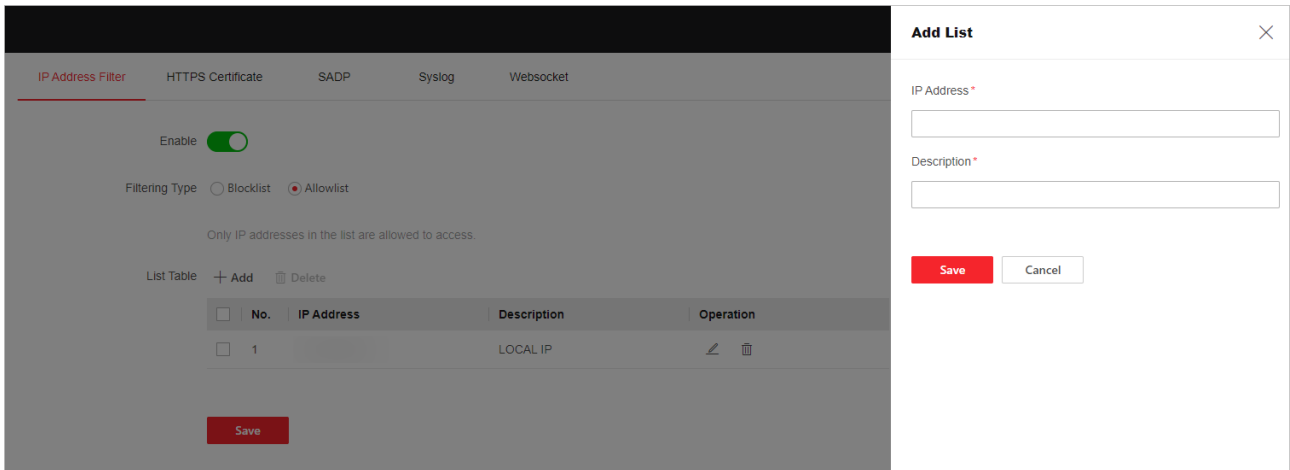 Add List
IP Address Filter HTTPS Certificate SADP Syslog Websocket
IP Address *
Enable
Description *
Filtering Type Blocklist Allowlist
Only IP addresses in the list are allowed to access.
List Table Add Delete
Save Cancel
No. IP Address Description Operation
1 LOCAL IP
Save